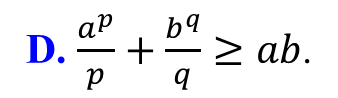 D. a^p/p + b^q/q ≥ ab.